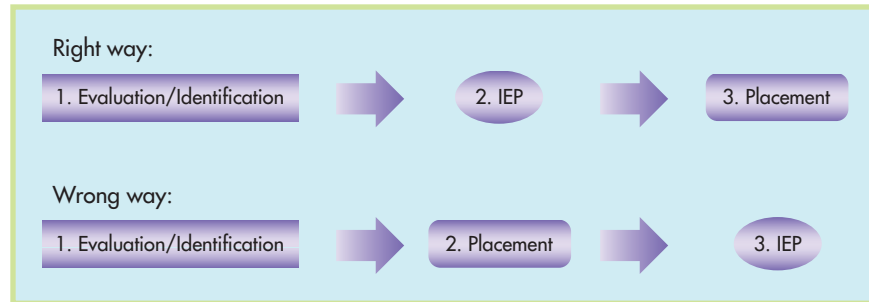 Right way:
1. Evaluation/Identification 2. IEP 3. Placement
Wrong way:
1. Evaluation/Identification 2. Placement 3. IEP